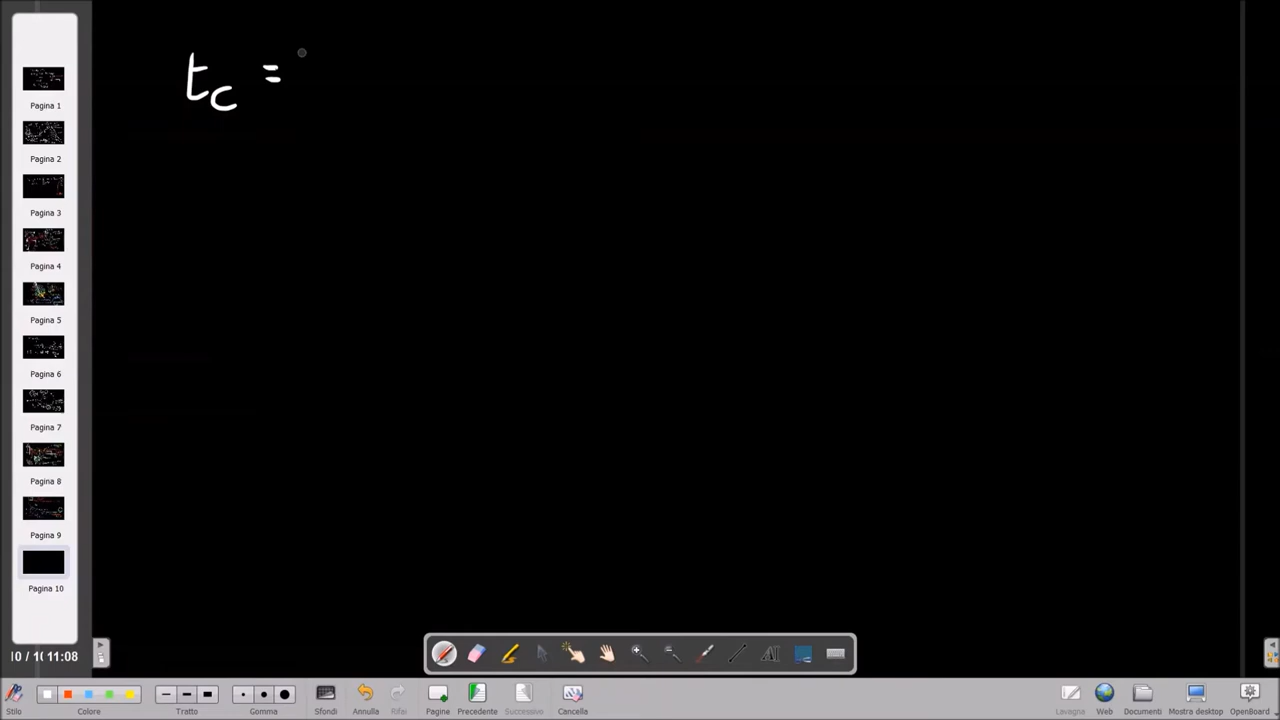 t_c =
Pagina 1
Pagina 2
Pagina 3
Pagina 4
Pagina 5
Pagina 6
Pagina 7
Pagina 8
Pagina 9
Pagina 10
11:08
Stilo
Colore
Tratto
Gomma
Sfondi
Annulla
Rifai
Pagine
Precedente
Successivo
Cancella
Lavagna
Web
Documenti
Mostra desktop
OpenBoard